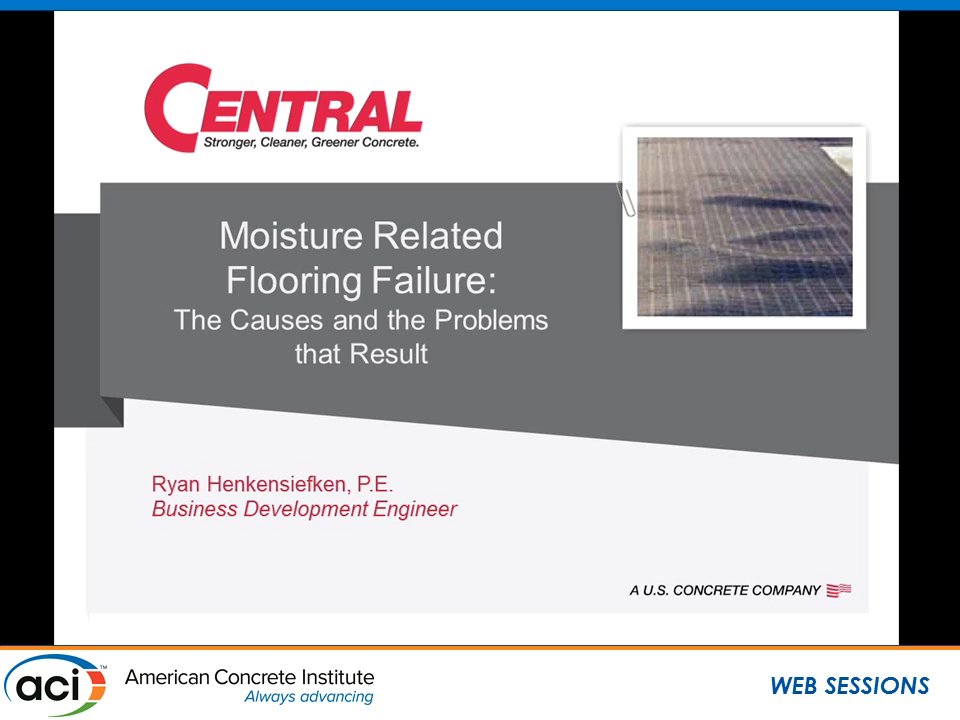 CENTRAL
Stronger, Cleaner, Greener Concrete.
Moisture Related
Flooring Failure:
The Causes and the Problems
that Result
Ryan Henkensiefken, P.E.
Business Development Engineer
A U.S. CONCRETE COMPANY
aci™
American Concrete Institute
Always advancing
WEB SESSIONS